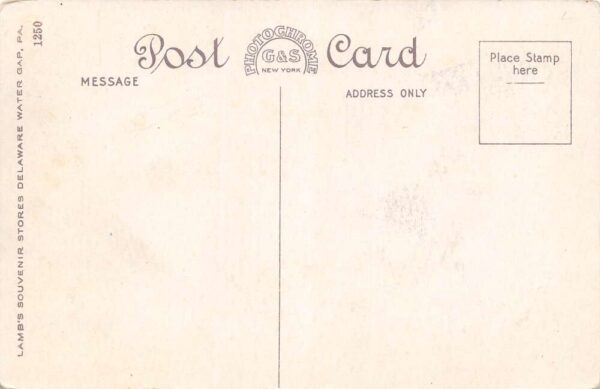 Post Card
PHOTOCHROME
G&S
NEW YORK
MESSAGE
ADDRESS ONLY
Place Stamp
here
LAMB'S SOUVENIR STORES DELAWARE WATER GAP, PA.
1250